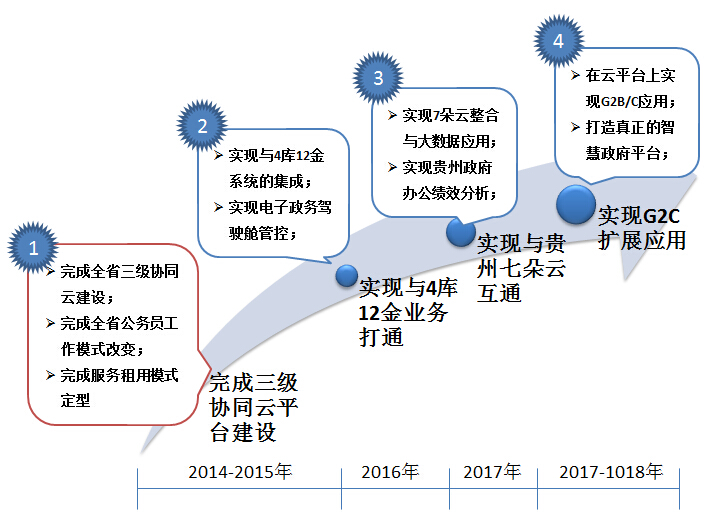 1
完成全省三级协同
云建设；
完成全省公务员工
作模式改变；
完成服务租用模式
定型
完成三级
协同云平
台建设
2
实现与4库12金
系统的集成；
实现电子政务驾
驶舱管控；
实现与4库
12金业务
打通
3
实现7朵云整合
与大数据应用；
实现贵州政府
办公绩效分析；
实现与贵
州七朵云
互通
4
在云平台上实
现G2B/C应用；
打造真正的智
慧政府平台；
实现G2C
扩展应用
2014-2015年
2016年
2017年
2017-1018年